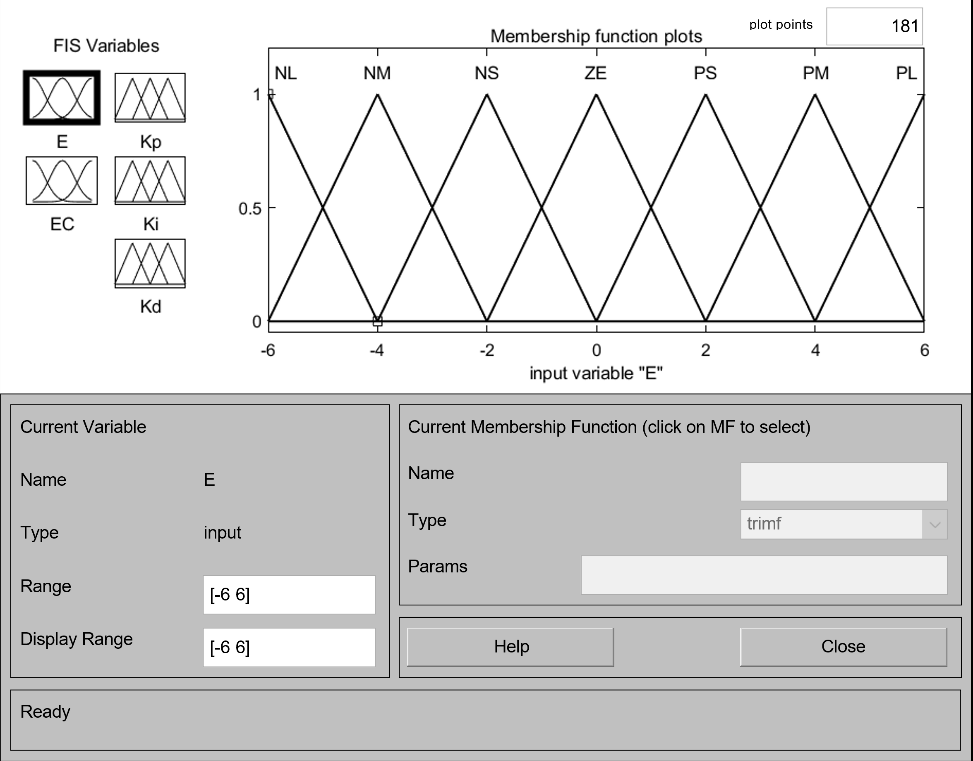 plot points 181
FIS Variables
Membership function plots
E
Kp
EC
Ki
Kd
NL NM NS ZE PS PM PL
1
0.5
0
-6 -4 -2 0 2 4 6
input variable "E"
Current Variable
Name E
Type input
Range [-6 6]
Display Range [-6 6]
Current Membership Function (click on MF to select)
Name
Type trimf
Params
Help Close
Ready